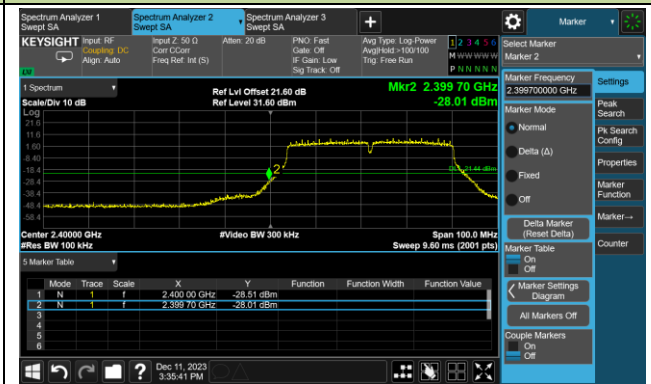 Spectrum Analyzer 1
Swept SA
Spectrum Analyzer 2
Swept SA
Spectrum Analyzer 3
Swept SA
Marker
KEYSIGHT
Input: RF
Coupling: DC
Align: Auto
Input Z: 50 Ω
Corr CCorr
Freq Ref: Int (S)
Atten: 20 dB
PNO: Fast
Gate: Off
IF Gain: Low
Sig Track: Off
Avg Type: Log-Power
Avg|Hold:>100/100
Trig: Free Run
1 2 3 4 5 6
M W W W W W
P N N N N N
Select Marker
Marker 2
1 Spectrum
Scale/Div 10 dB
Log
Ref Lvl Offset 21.60 dB
Ref Level 31.60 dBm
Mkr2 2.399 70 GHz
-28.01 dBm
21.6
11.6
1.60
-8.40
-18.4
-28.4
-38.4
-48.4
-58.4
2
Center 2.40000 GHz
#Res BW 100 kHz
#Video BW 300 kHz
Span 100.0 MHz
Sweep 9.60 ms (2001 pts)
5 Marker Table
Mode Trace Scale X Y Function Function Width Function Value
1 N 1 f 2.400 00 GHz -28.51 dBm
2 N 1 f 2.399 70 GHz -28.01 dBm
3
4
5
6
Marker Frequency
2.399700000 GHz
Marker Mode
Normal
Delta (Δ)
Fixed
Off
Delta Marker
(Reset Delta)
Marker Table
On
Off
Marker Settings
Diagram
All Markers Off
Couple Markers
On
Off
Settings
Peak
Search
Pk Search
Config
Properties
Marker
Function
Marker→
Counter
?
Dec 11, 2023
3:35:41 PM